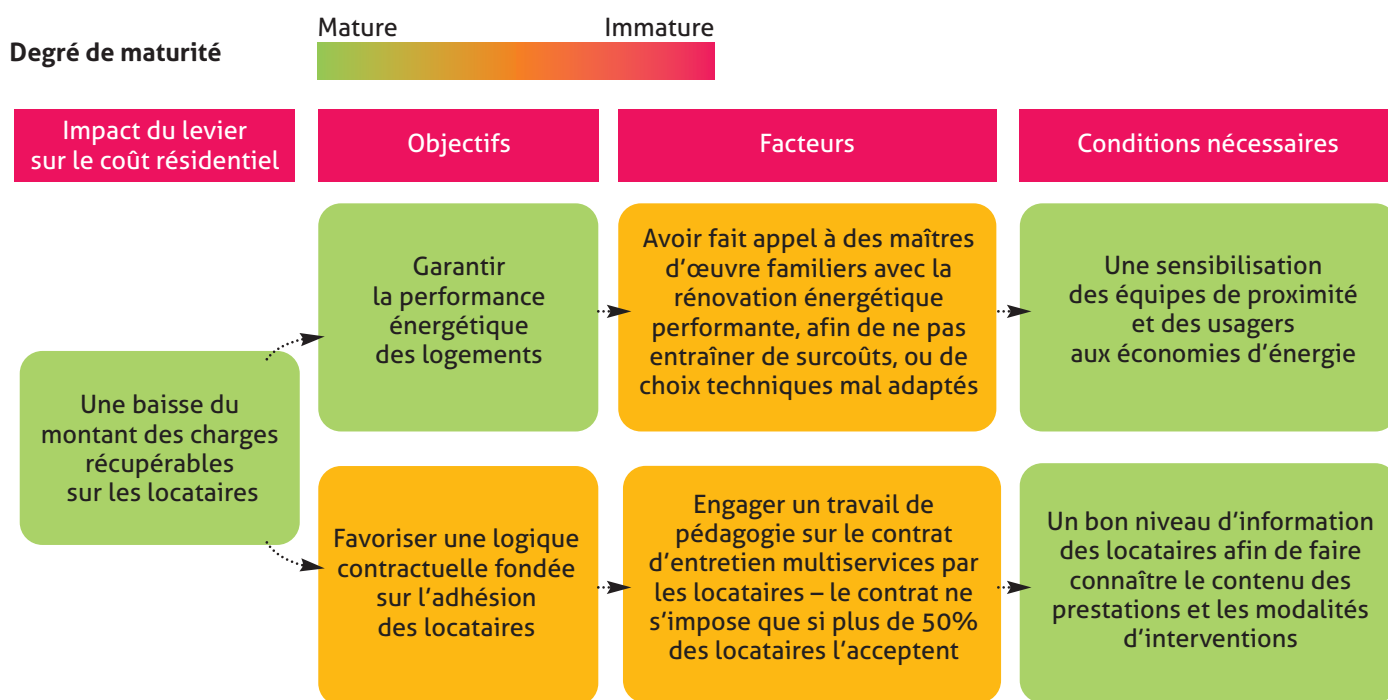 Degré de maturité
Mature
Immature
Impact du levier
sur le coût résidentiel
Objectifs
Facteurs
Conditions nécessaires
Une baisse du
montant des charges
récupérables
sur les locataires
Garantir
la performance
énergétique
des logements
Avoir fait appel à des maîtres
d’œuvre familiers avec la
rénovation énergétique
performante, afin de ne pas
entraîner de surcoûts, ou de
choix techniques mal adaptés
Une sensibilisation
des équipes de proximité
et des usagers
aux économies d'énergie
Favoriser une logique
contractuelle fondée
sur l’adhésion
des locataires
Engager un travail de
pédagogie sur le contrat
d’entretien multiservices par
les locataires – le contrat ne
s’impose que si plus de 50%
des locataires l’acceptent
Un bon niveau d’information
des locataires afin de faire
connaître le contenu des
prestations et les modalités
d’interventions